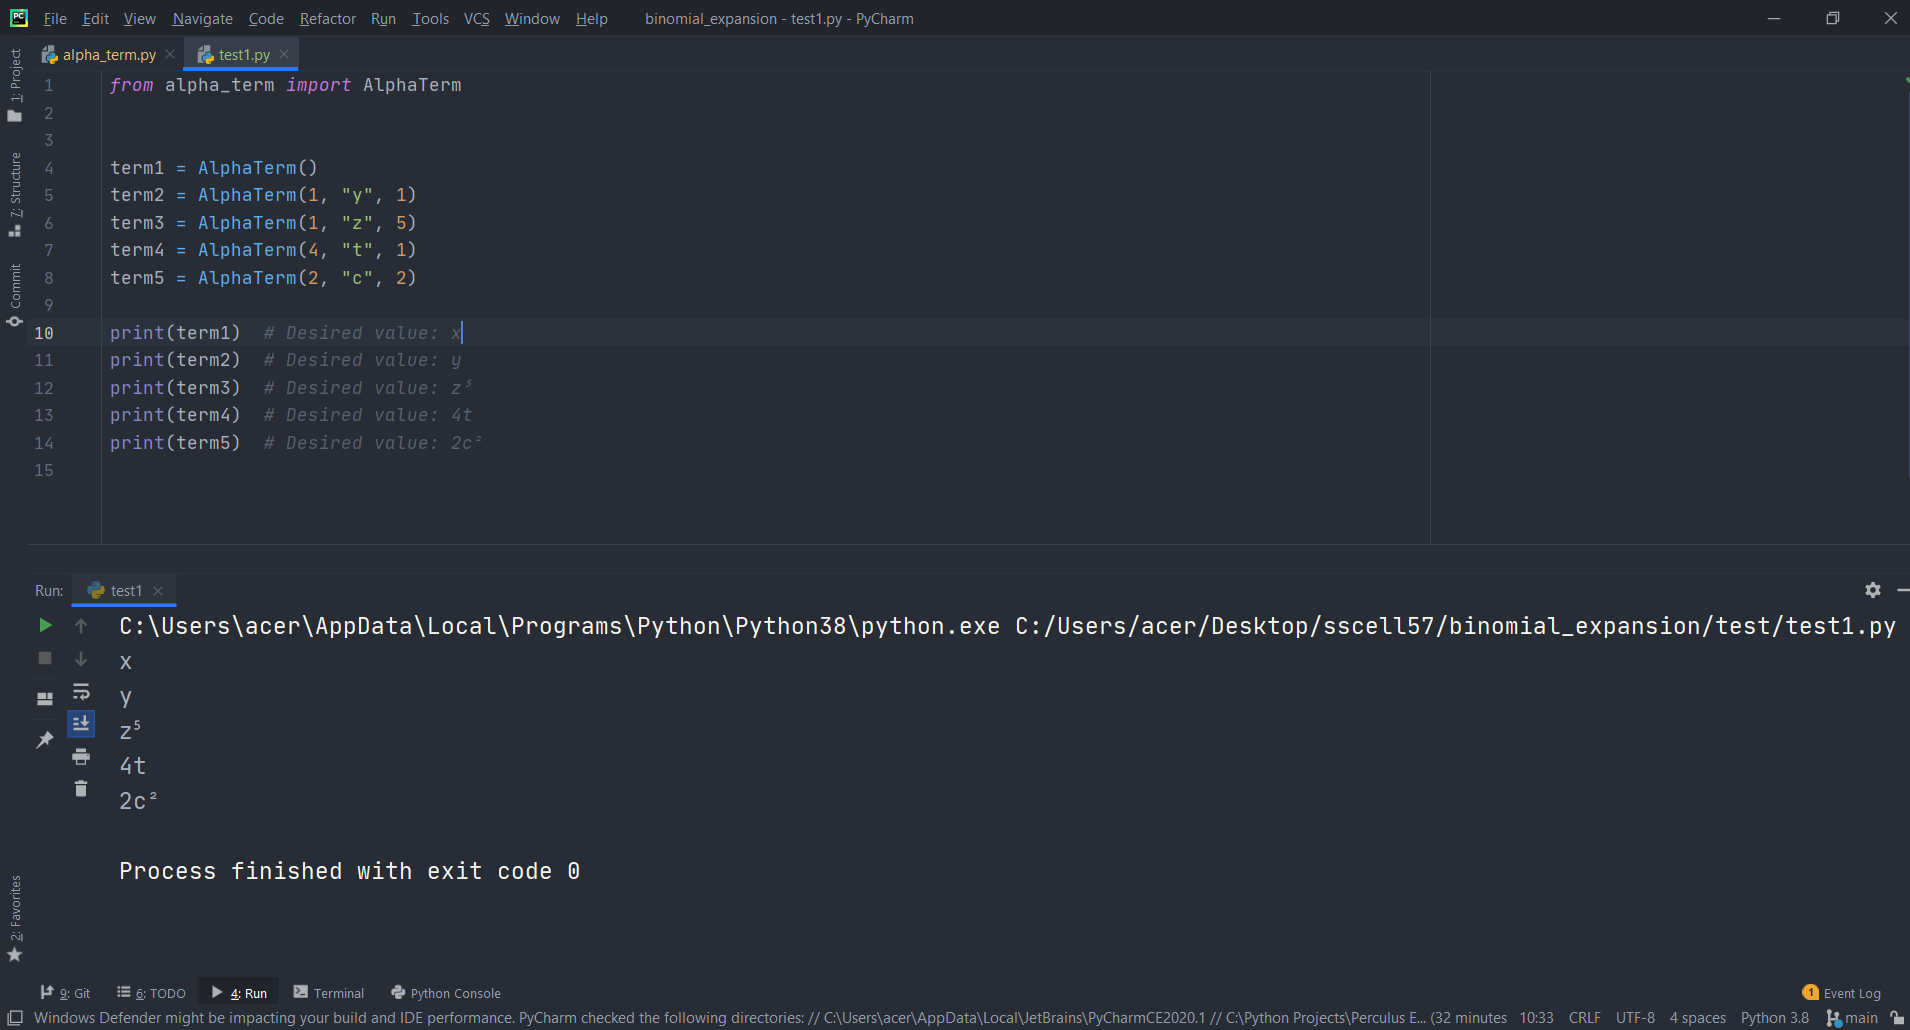 PC File Edit View Navigate Code Refactor Run Tools VCS Window Help binomial_expansion - test1.py - PyCharm
alpha_term.py test1.py
1: Project
7: Structure
Commit
2: Favorites
1 from alpha_term import AlphaTerm
2
3
4 term1 = AlphaTerm()
5 term2 = AlphaTerm(1, "y", 1)
6 term3 = AlphaTerm(1, "z", 5)
7 term4 = AlphaTerm(4, "t", 1)
8 term5 = AlphaTerm(2, "c", 2)
9
10 print(term1)  # Desired value: x
11 print(term2)  # Desired value: y
12 print(term3)  # Desired value: z⁵
13 print(term4)  # Desired value: 4t
14 print(term5)  # Desired value: 2c²
15
Run: test1
C:\Users\acer\AppData\Local\Programs\Python\Python38\python.exe C:/Users/acer/Desktop/sscell57/binomial_expansion/test/test1.py
x
y
z⁵
4t
2c²
Process finished with exit code 0
9: Git 6: TODO 4: Run Terminal Python Console 1 Event Log
Windows Defender might be impacting your build and IDE performance. PyCharm checked the following directories: // C:\Users\acer\AppData\Local\JetBrains\PyCharmCE2020.1 // C:\Python Projects\Perculus E... (32 minutes 10:33 CRLF UTF-8 4 spaces Python 3.8 main